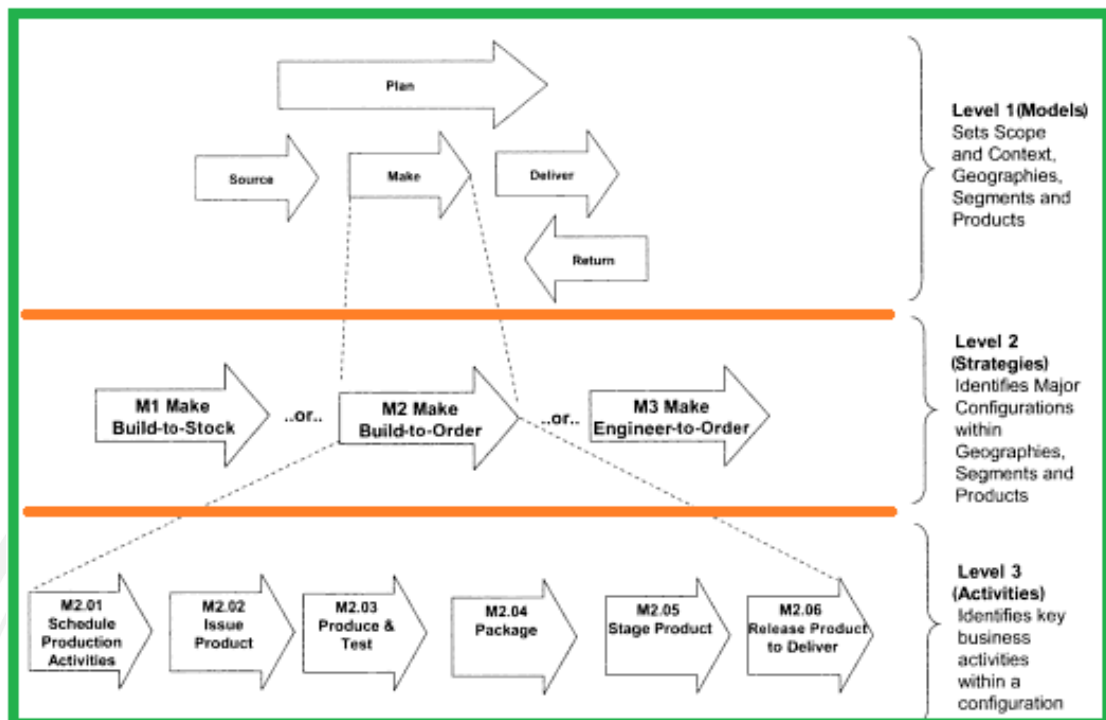 Plan
Source
Make
Deliver
Return
Level 1(Models)
Sets Scope
and Context,
Geographies,
Segments and
Products
M1 Make
Build-to-Stock
..or..
M2 Make
Build-to-Order
..or..
M3 Make
Engineer-to-Order
Level 2
(Strategies)
Identifies Major
Configurations
within
Geographies,
Segments and
Products
M2.01
Schedule
Production
Activities
M2.02
Issue
Product
M2.03
Produce &
Test
M2.04
Package
M2.05
Stage Product
M2.06
Release Product
to Deliver
Level 3
(Activities)
Identifies key
business
activities
within a
configuration